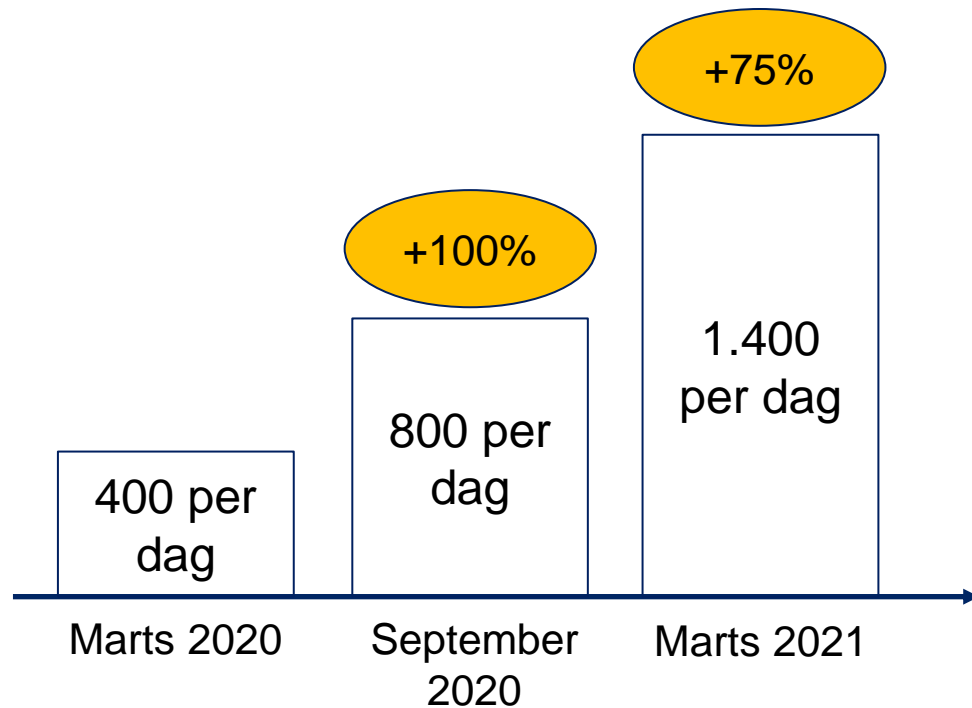 +75%
+100%
1.400
per dag
800 per
dag
400 per
dag
Marts 2020
September
2020
Marts 2021